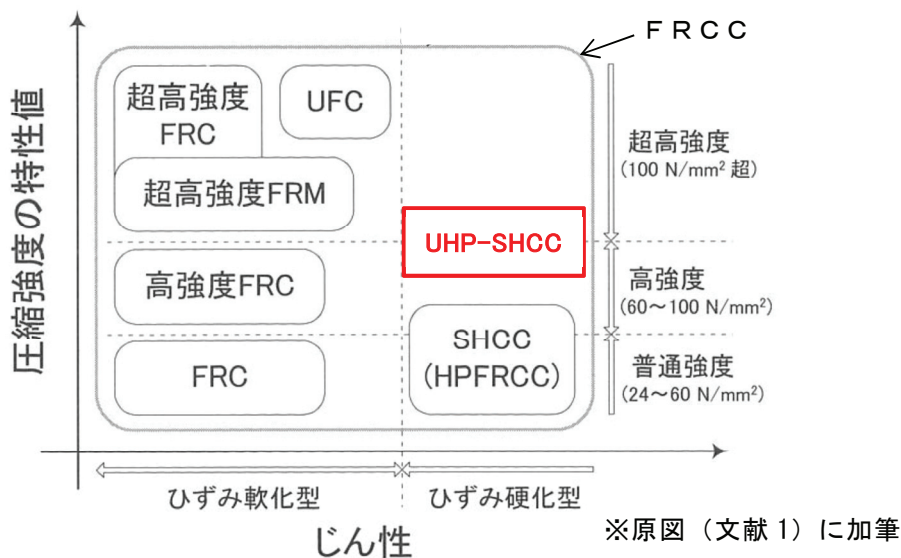 FRCC
圧縮強度の特性値
超高強度
FRC
UFC
超高強度FRM
UHP-SHCC
高強度FRC
SHCC
(HPFRCC)
FRC
超高強度
(100 N/mm² 超)
高強度
(60～100 N/mm²)
普通強度
(24～60 N/mm²)
ひずみ軟化型
ひずみ硬化型
じん性
※原図（文献1）に加筆